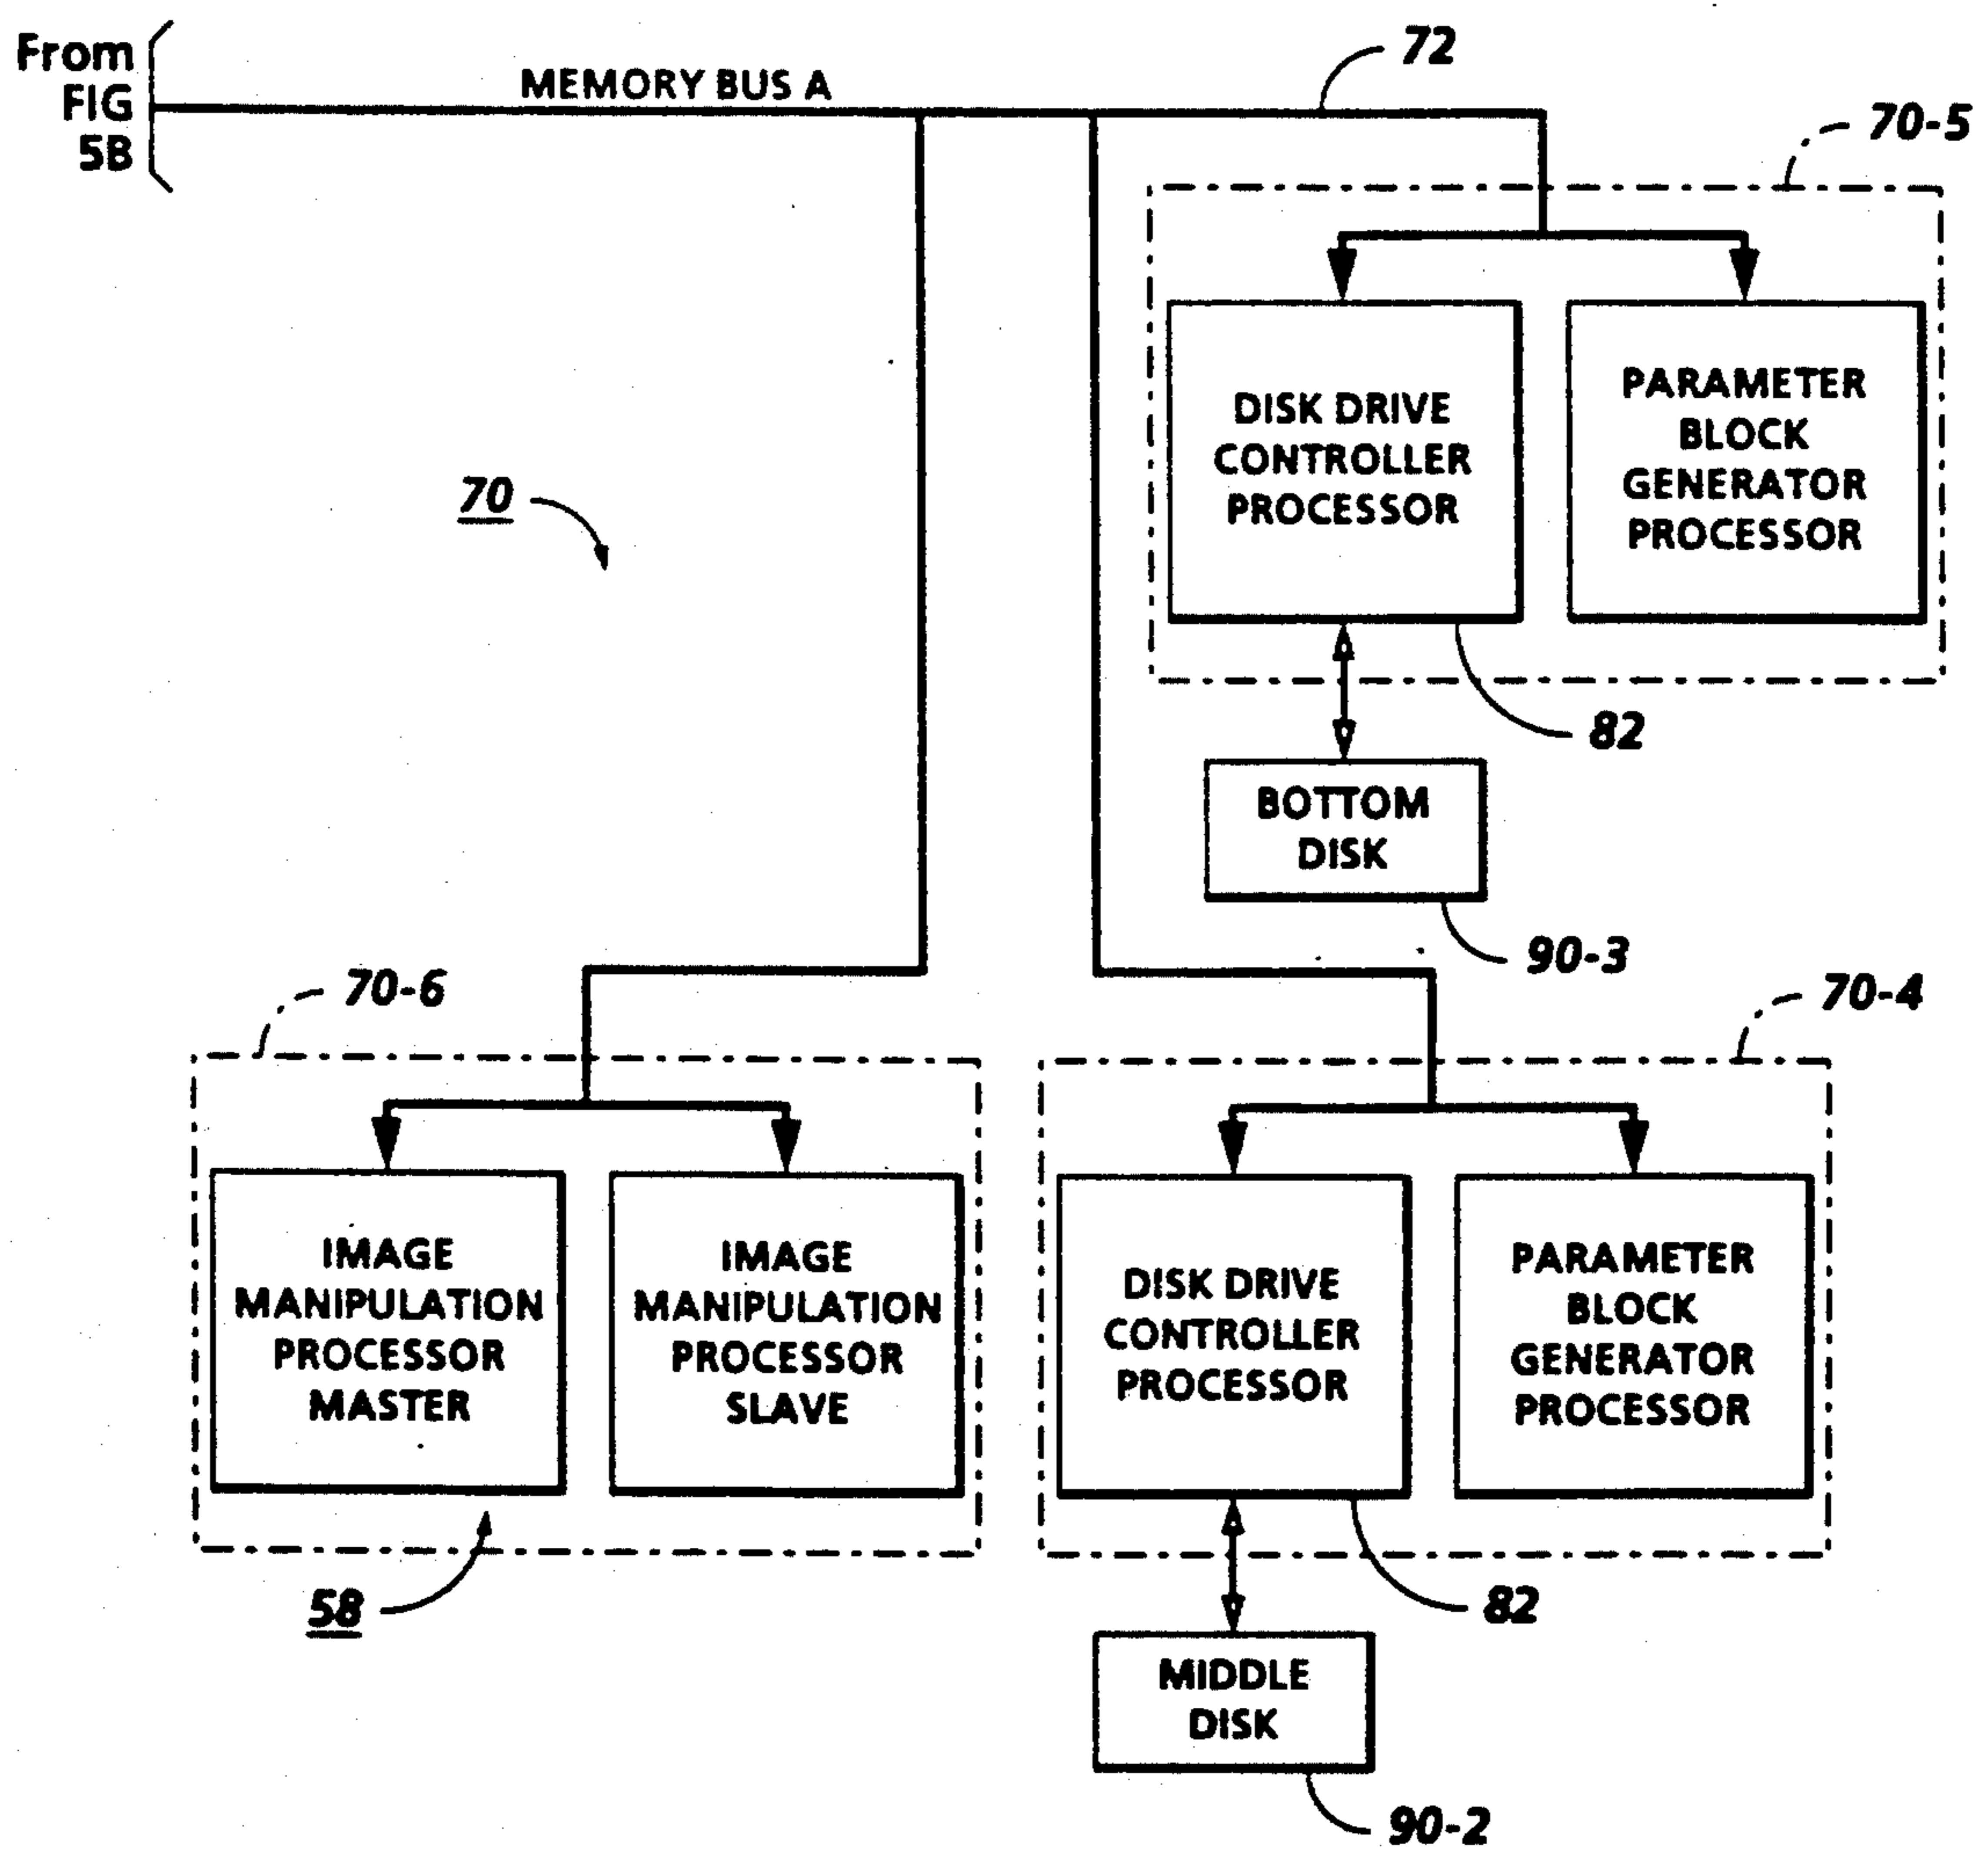 From
FIG
5B
MEMORY BUS A
72
70-5
DISK DRIVE
CONTROLLER
PROCESSOR
PARAMETER
BLOCK
GENERATOR
PROCESSOR
70
82
BOTTOM
DISK
90-3
70-6
70-4
IMAGE
MANIPULATION
PROCESSOR
MASTER
IMAGE
MANIPULATION
PROCESSOR
SLAVE
DISK DRIVE
CONTROLLER
PROCESSOR
PARAMETER
BLOCK
GENERATOR
PROCESSOR
58
82
MIDDLE
DISK
90-2